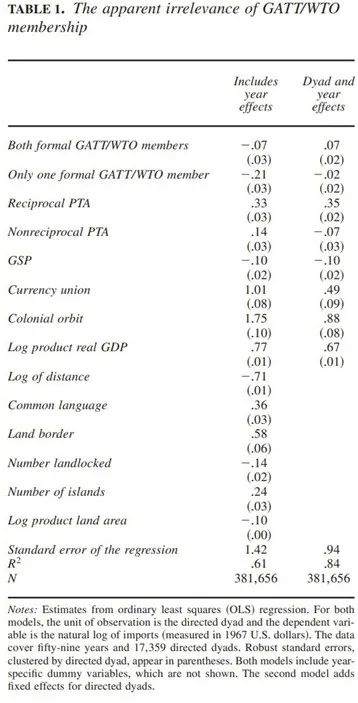 TABLE 1. The apparent irrelevance of GATT/WTO
membership
Includes year effects Dyad and year effects
Both formal GATT/WTO members −.07 .07
(.03) (.02)
Only one formal GATT/WTO member −.21 −.02
(.03) (.02)
Reciprocal PTA .33 .35
(.03) (.02)
Nonreciprocal PTA .14 −.07
(.03) (.03)
GSP −.10 −.10
(.02) (.02)
Currency union 1.01 .49
(.08) (.09)
Colonial orbit 1.75 .88
(.10) (.08)
Log product real GDP .77 .67
(.01) (.01)
Log of distance −.71
(.01)
Common language .36
(.03)
Land border .58
(.06)
Number landlocked −.14
(.02)
Number of islands .24
(.03)
Log product land area −.10
(.00)
Standard error of the regression 1.42 .94
R2 .61 .84
N 381,656 381,656
Notes: Estimates from ordinary least squares (OLS) regression. For both
models, the unit of observation is the directed dyad and the dependent vari-
able is the natural log of imports (measured in 1967 U.S. dollars). The data
cover fifty-nine years and 17,359 directed dyads. Robust standard errors,
clustered by directed dyad, appear in parentheses. Both models include year-
specific dummy variables, which are not shown. The second model adds
fixed effects for directed dyads.